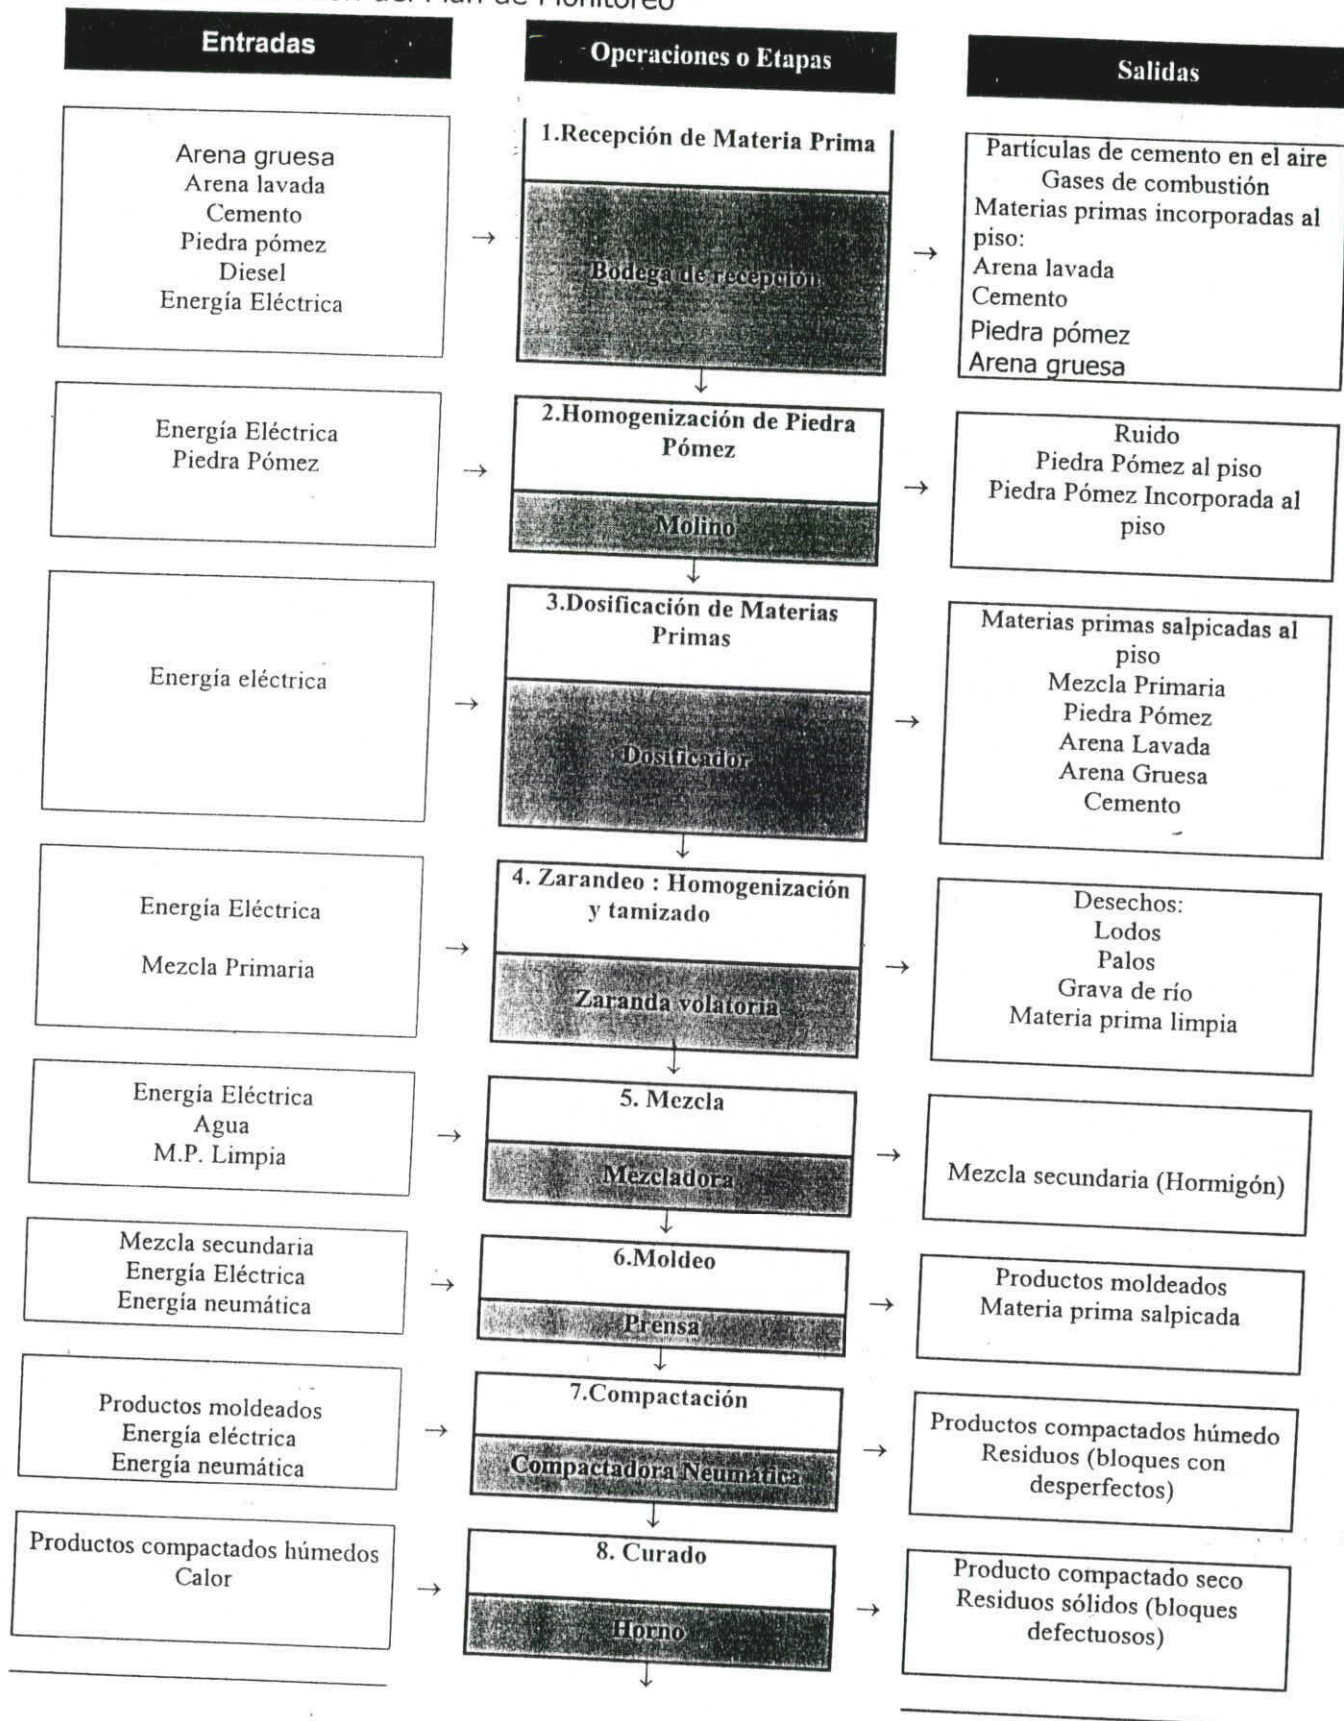 del Plan de Monitoreo
Entradas
Operaciones o Etapas
Salidas
Arena gruesa
Arena lavada
Cemento
Piedra pómez
Diesel
Energía Eléctrica
→
1.Recepción de Materia Prima
Bodega de recepción
→
Partículas de cemento en el aire
Gases de combustión
Materias primas incorporadas al
piso:
Arena lavada
Cemento
Piedra pómez
Arena gruesa
↓
Energía Eléctrica
Piedra Pómez
→
2.Homogenización de Piedra
Pómez
Molino
→
Ruido
Piedra Pómez al piso
Piedra Pómez Incorporada al
piso
↓
Energía eléctrica
→
3.Dosificación de Materias
Primas
Dosificador
→
Materias primas salpicadas al
piso
Mezcla Primaria
Piedra Pómez
Arena Lavada
Arena Gruesa
Cemento
↓
Energía Eléctrica
Mezcla Primaria
→
4. Zarandeo : Homogenización
y tamizado
Zaranda volatoria
→
Desechos:
Lodos
Palos
Grava de río
Materia prima limpia
↓
Energía Eléctrica
Agua
M.P. Limpia
→
5. Mezcla
Mezcladora
→
Mezcla secundaria (Hormigón)
↓
Mezcla secundaria
Energía Eléctrica
Energía neumática
→
6.Moldeo
Prensa
→
Productos moldeados
Materia prima salpicada
↓
Productos moldeados
Energía eléctrica
Energía neumática
→
7.Compactación
Compactadora Neumática
→
Productos compactados húmedo
Residuos (bloques con
desperfectos)
↓
Productos compactados húmedos
Calor
→
8. Curado
Horno
→
Producto compactado seco
Residuos sólidos (bloques
defectuosos)
↓